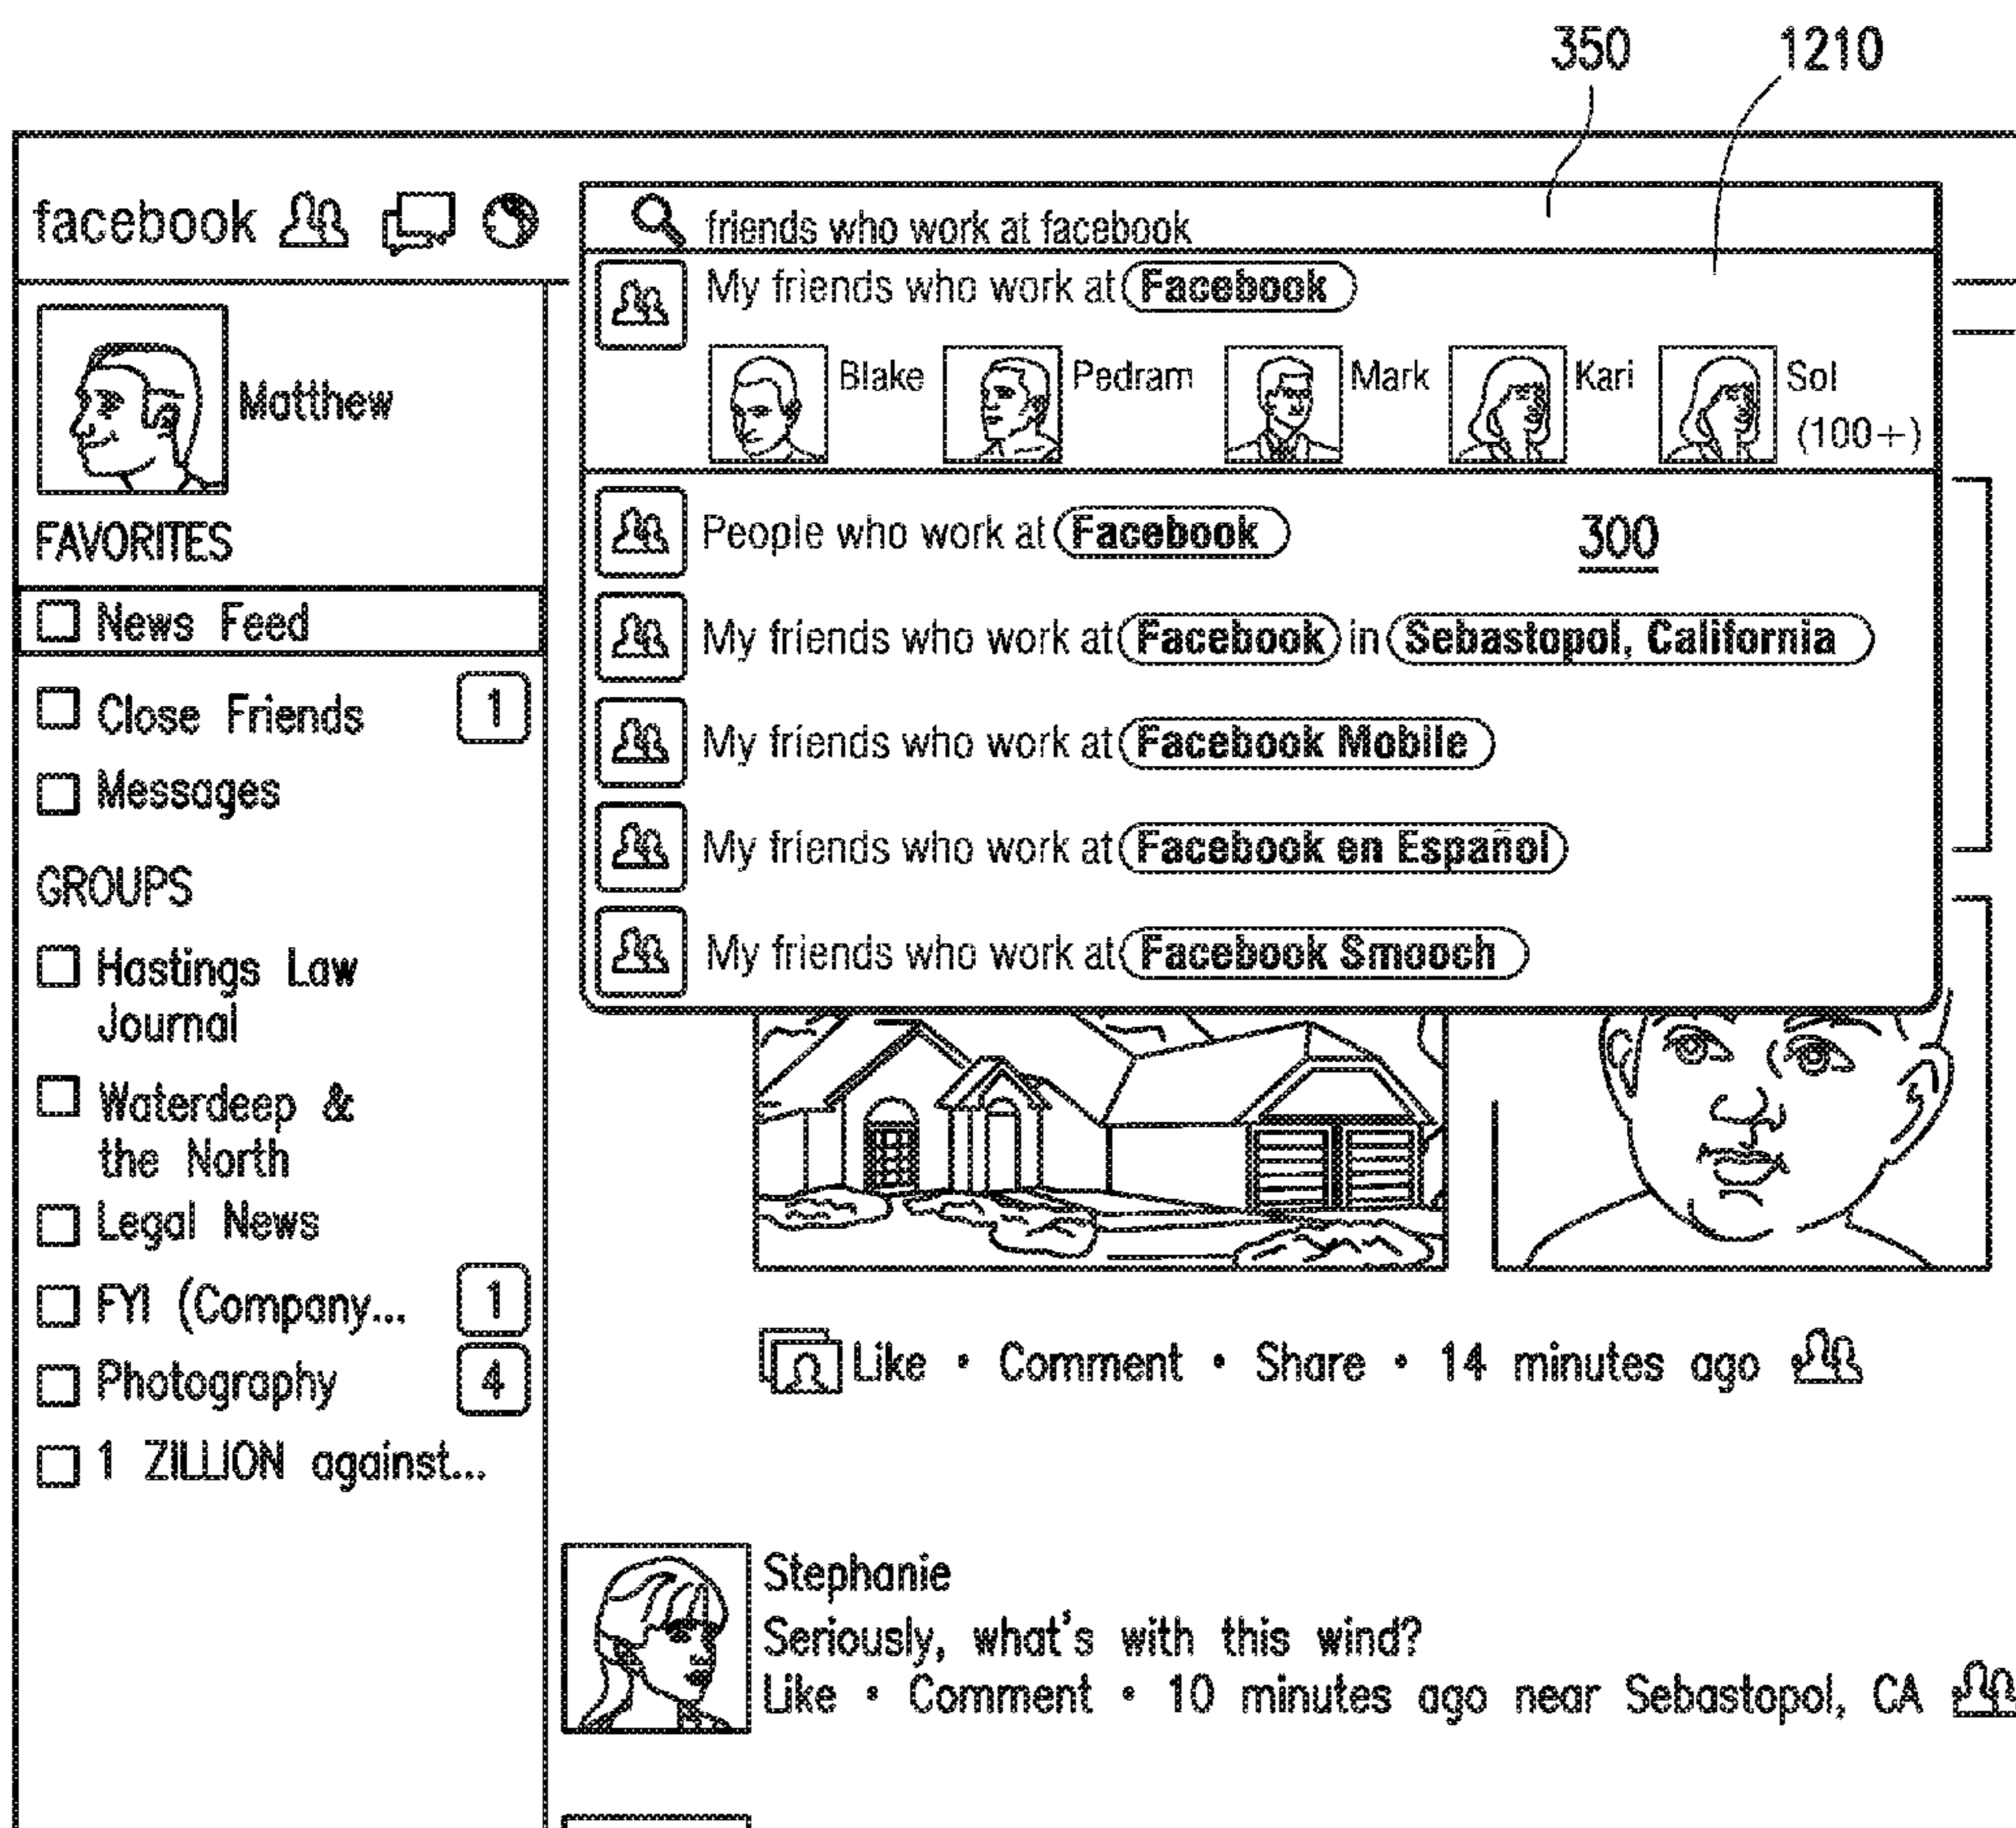 350 1210
facebook
friends who work at facebook
My friends who work at Facebook
Blake Pedram Mark Kari Sol
(100+)
People who work at Facebook
300
My friends who work at Facebook in Sebastopol, California
My friends who work at Facebook Mobile
My friends who work at Facebook en Español
My friends who work at Facebook Smooch
Matthew
FAVORITES
News Feed
Close Friends 1
Messages
GROUPS
Hastings Law
Journal
Waterdeep &
the North
Legal News
FYI (Company... 1
Photography 4
1 ZILLION against...
Like • Comment • Share • 14 minutes ago
Stephanie
Seriously, what's with this wind?
Like • Comment • 10 minutes ago near Sebastopol, CA